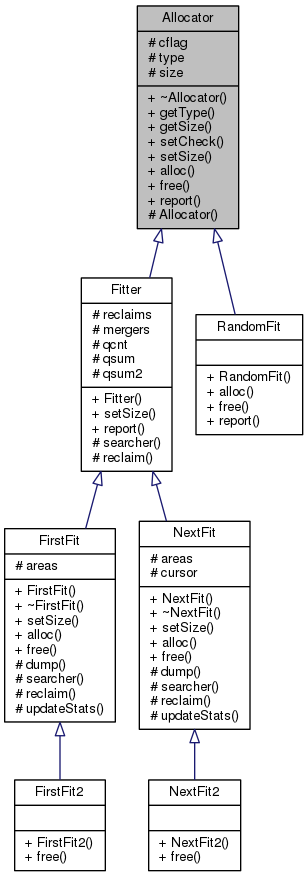 Allocator
# cflag
# type
# size
+ ~Allocator()
+ getType()
+ getSize()
+ setCheck()
+ setSize()
+ alloc()
+ free()
+ report()
# Allocator()
Fitter
# reclaims
# mergers
# qcnt
# qsum
# qsum2
+ Fitter()
+ setSize()
+ report()
# searcher()
# reclaim()
RandomFit
+ RandomFit()
+ alloc()
+ free()
+ report()
FirstFit
# areas
+ FirstFit()
+ ~FirstFit()
+ setSize()
+ alloc()
+ free()
# dump()
# searcher()
# reclaim()
# updateStats()
NextFit
# areas
# cursor
+ NextFit()
+ ~NextFit()
+ setSize()
+ alloc()
+ free()
# dump()
# searcher()
# reclaim()
# updateStats()
FirstFit2
+ FirstFit2()
+ free()
NextFit2
+ NextFit2()
+ free()